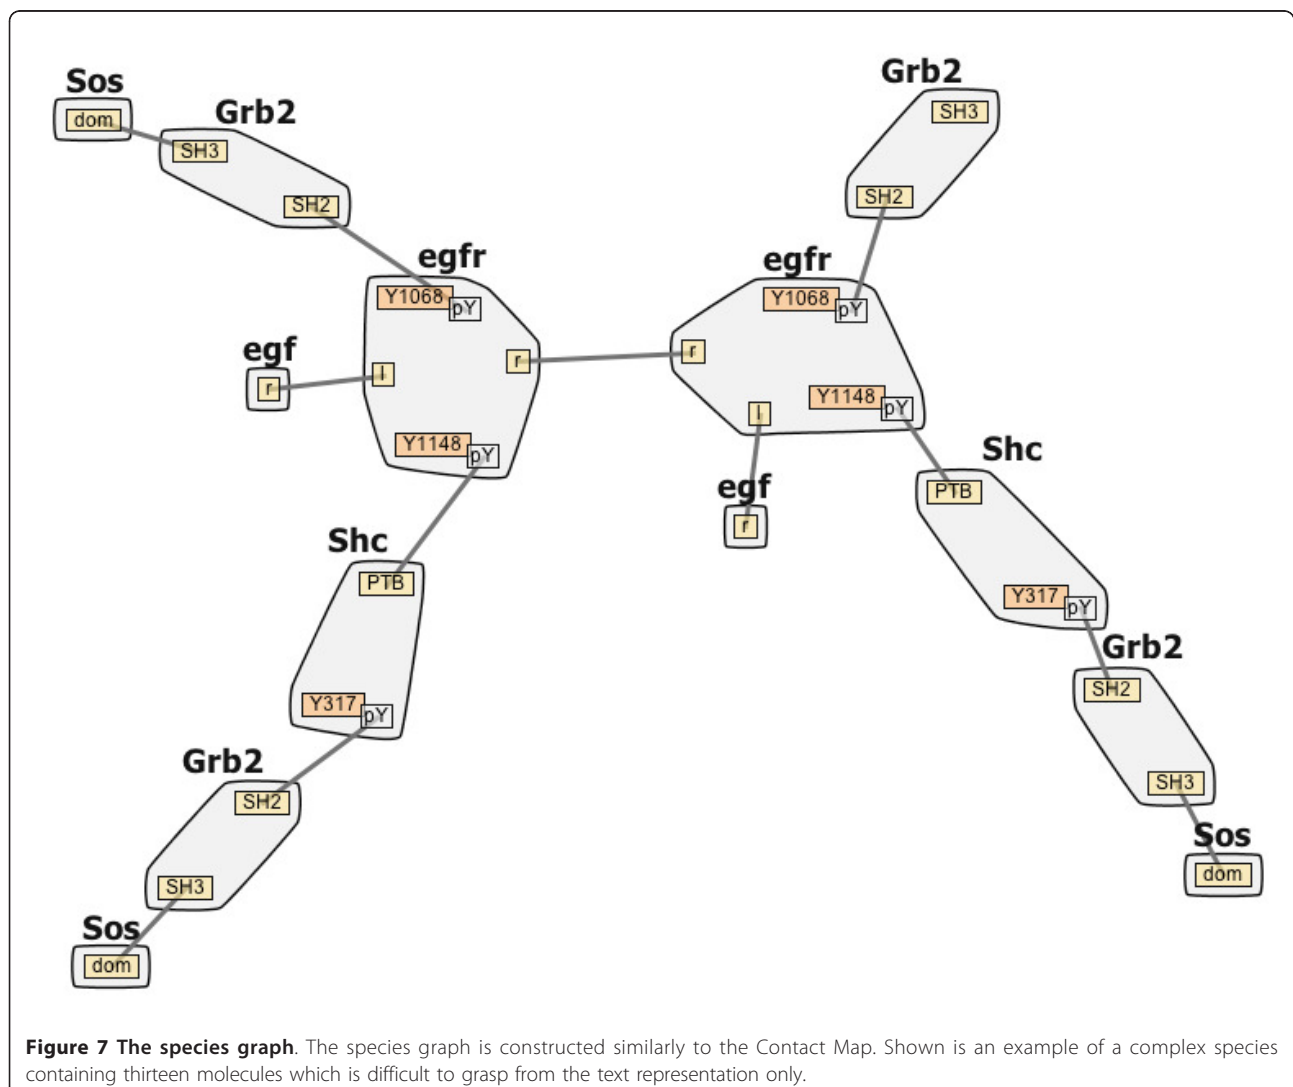 Sos
dom
Grb2
SH3
SH2
Grb2
SH3
SH2
egfr
Y1068
pY
l
r
Y1148
pY
egf
r
egfr
Y1068
pY
r
l
Y1148
pY
egf
r
Shc
PTB
Y317
pY
Grb2
SH2
SH3
Sos
dom
Shc
PTB
Y317
pY
Grb2
SH2
SH3
Sos
dom
Figure 7 The species graph. The species graph is constructed similarly to the Contact Map. Shown is an example of a complex species
containing thirteen molecules which is difficult to grasp from the text representation only.